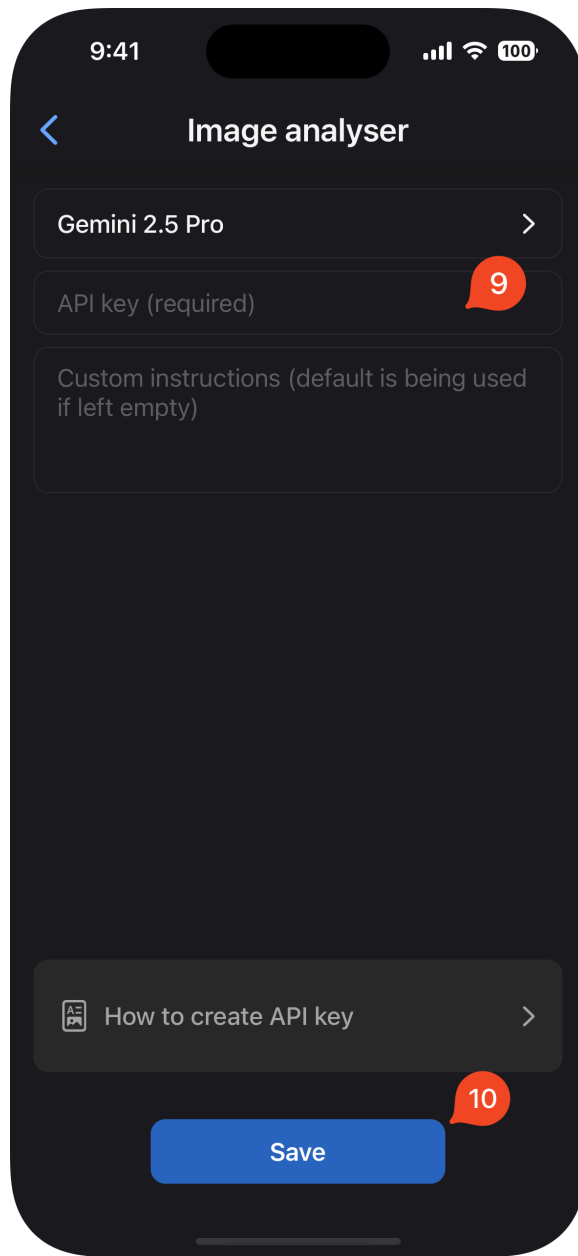 9:41
100
Image analyser
Gemini 2.5 Pro
9
API key (required)
Custom instructions (default is being used
if left empty)
How to create API key
10
Save